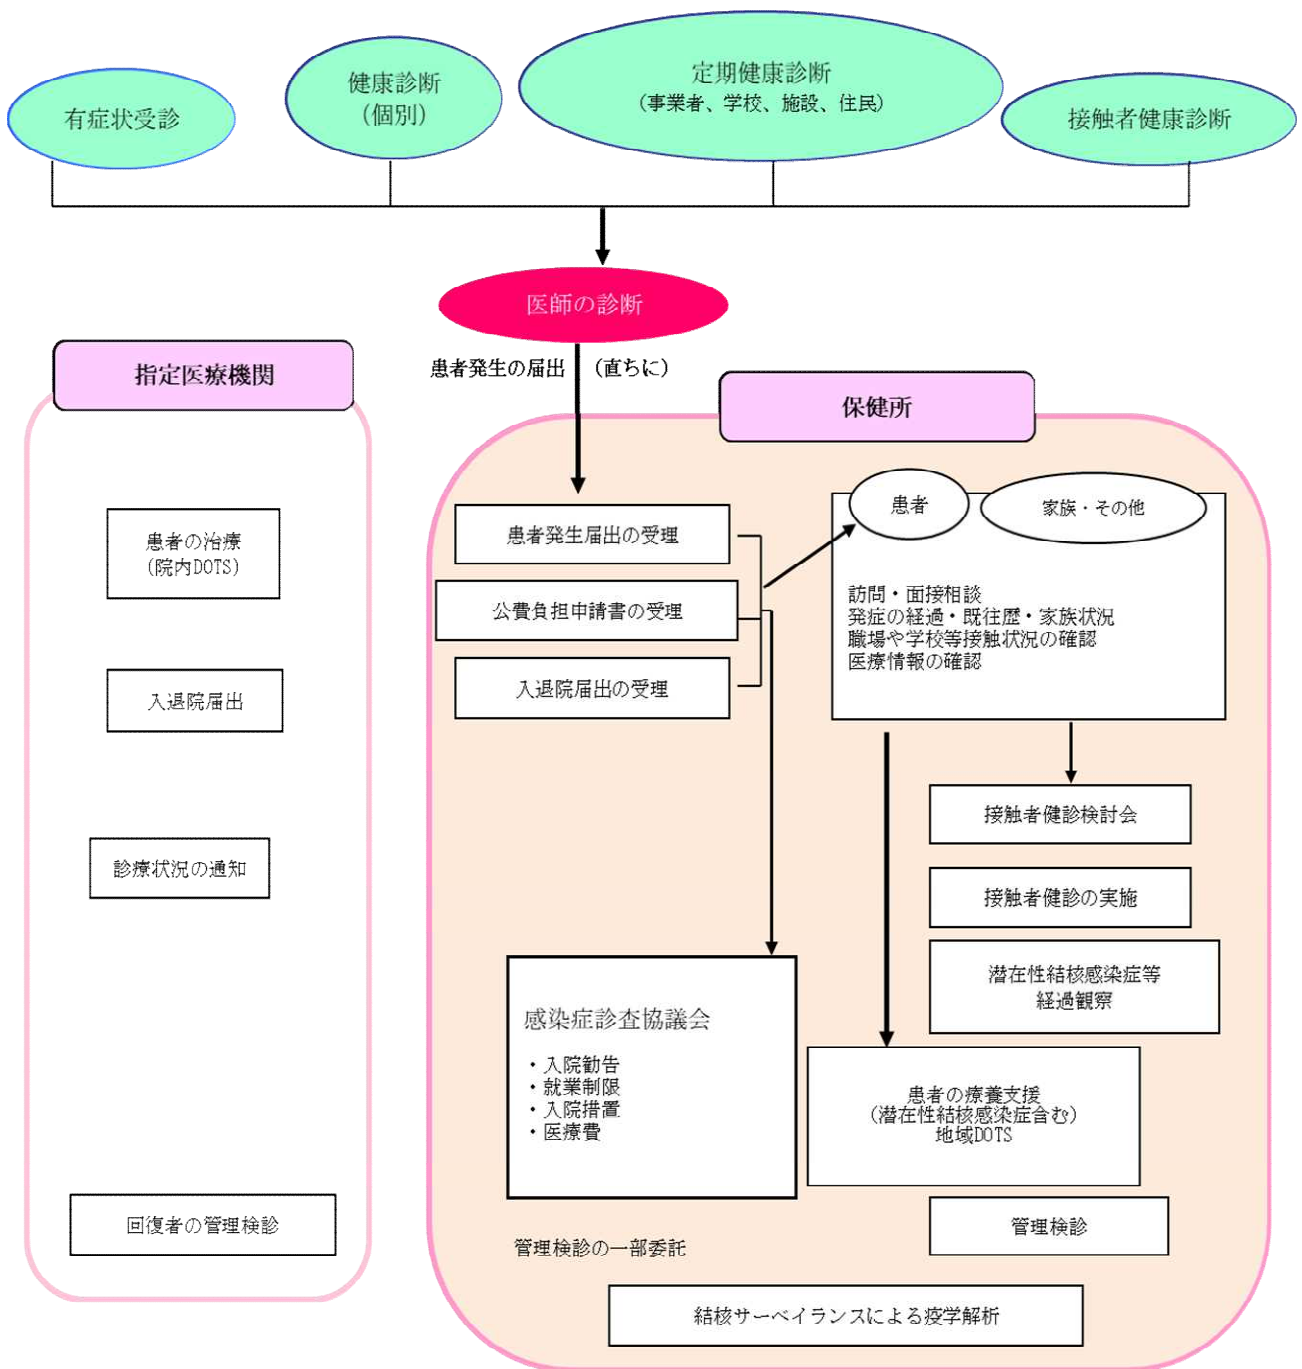 有症状受診
健康診断
（個別）
定期健康診断
（事業者、学校、施設、住民）
接触者健康診断
医師の診断
患者発生の届出　（直ちに）
指定医療機関
患者の治療
（院内DOTS）
入退院届出
診療状況の通知
回復者の管理検診
保健所
患者発生届出の受理
公費負担申請書の受理
入退院届出の受理
患者
家族・その他
訪問・面接相談
発症の経過・既往歴・家族状況
職場や学校等接触状況の確認
医療情報の確認
接触者健診検討会
接触者健診の実施
潜在性結核感染症等
経過観察
感染症診査協議会
・入院勧告
・就業制限
・入院措置
・医療費
患者の療養支援
（潜在性結核感染症含む）
地域DOTS
管理検診
管理検診の一部委託
結核サーベイランスによる疫学解析